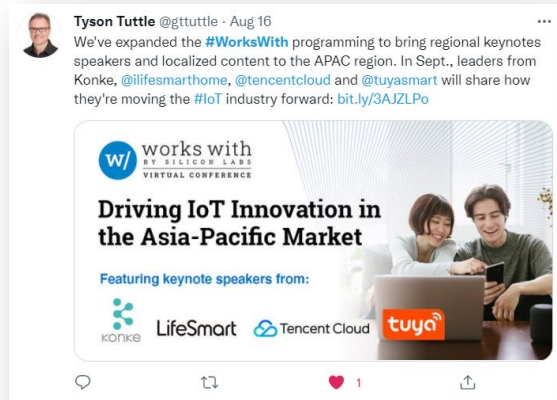 Tyson Tuttle @gttuttle · Aug 16
We've expanded the #WorksWith programming to bring regional keynotes
speakers and localized content to the APAC region. In Sept., leaders from
Konke, @ilifesmarthome, @tencentcloud and @tuyasmart will share how
they're moving the #IoT industry forward: bit.ly/3AJZLPo
w/
works with
BY SILICON LABS
VIRTUAL CONFERENCE
Driving IoT Innovation in
the Asia-Pacific Market
Featuring keynote speakers from:
KONKE LifeSmart Tencent Cloud tuya
1